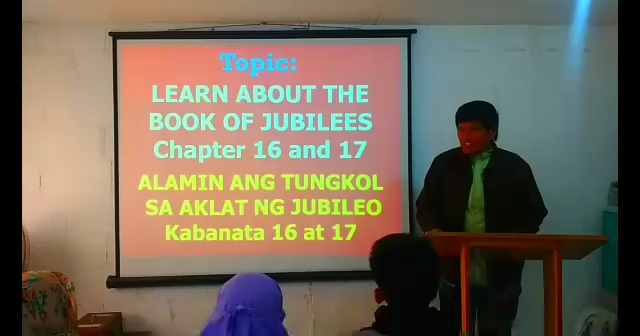 Topic:
LEARN ABOUT THE
BOOK OF JUBILEES
Chapter 16 and 17
ALAMIN ANG TUNGKOL
SA AKLAT NG JUBILEO
Kabanata 16 at 17